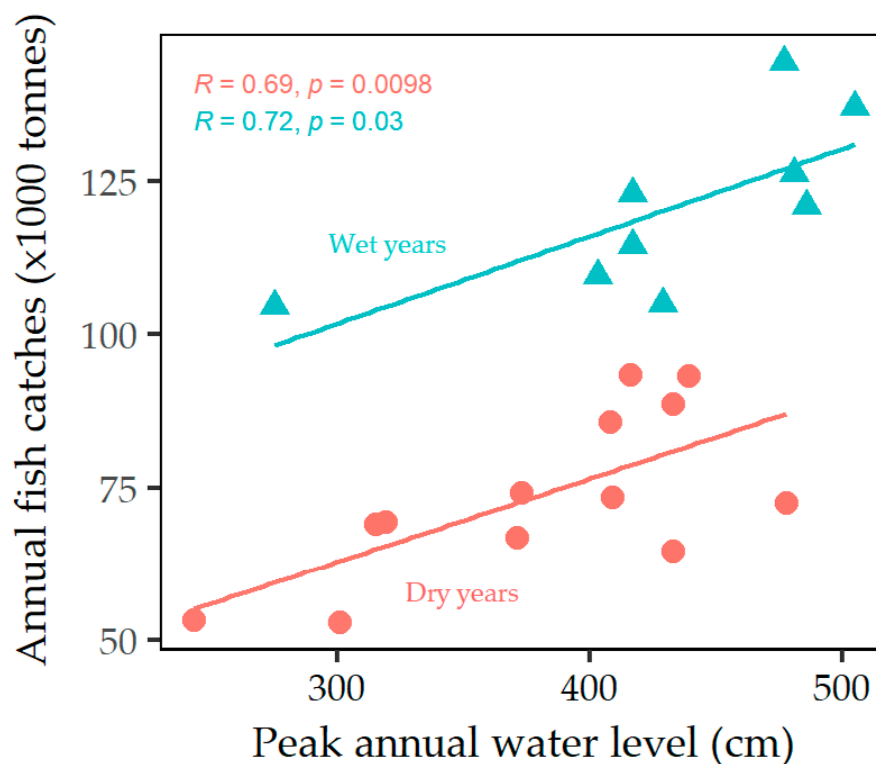 Annual fish catches (x1000 tonnes)
R = 0.69, p = 0.0098
R = 0.72, p = 0.03
125
Wet years
100
75
Dry years
50
300 400 500
Peak annual water level (cm)